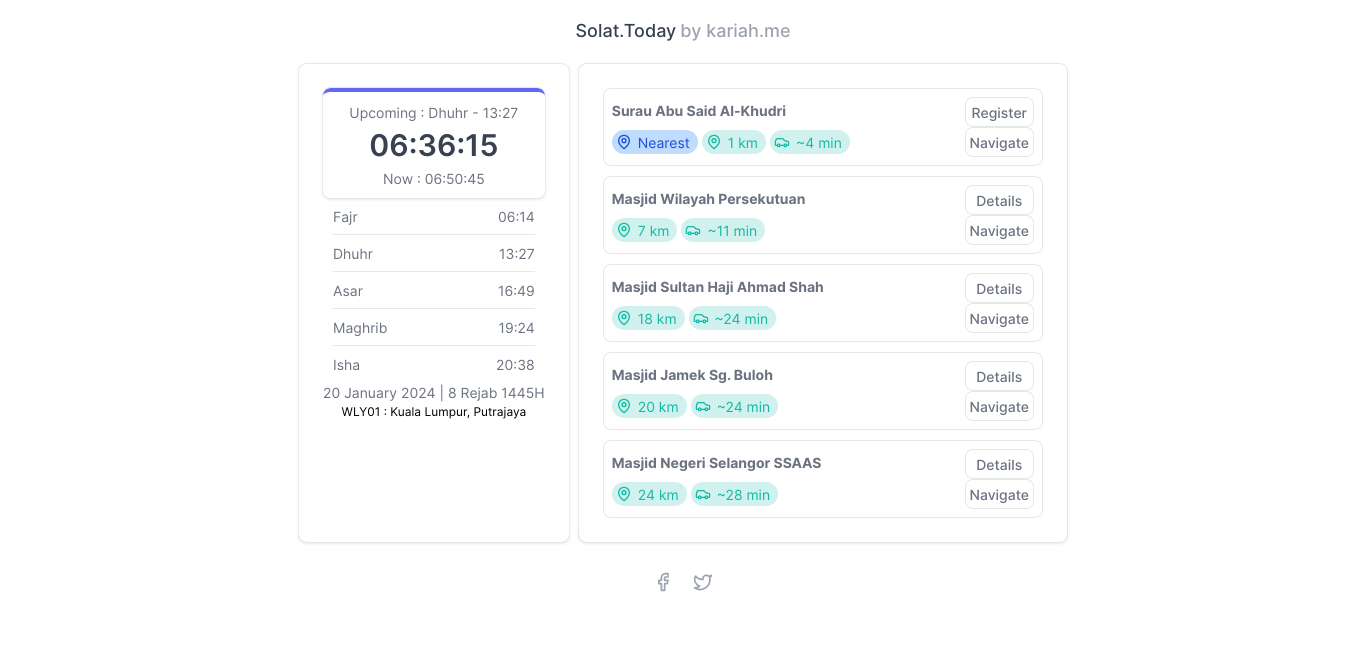 Solat.Today by kariah.me
Upcoming : Dhuhr - 13:27
06:36:15
Now : 06:50:45
Fajr 06:14
Dhuhr 13:27
Asar 16:49
Maghrib 19:24
Isha 20:38
20 January 2024 | 8 Rejab 1445H
WLY01 : Kuala Lumpur, Putrajaya
Surau Abu Said Al-Khudri
Register
Nearest 1 km ~4 min
Navigate
Masjid Wilayah Persekutuan
Details
7 km ~11 min
Navigate
Masjid Sultan Haji Ahmad Shah
Details
18 km ~24 min
Navigate
Masjid Jamek Sg. Buloh
Details
20 km ~24 min
Navigate
Masjid Negeri Selangor SSAAS
Details
24 km ~28 min
Navigate